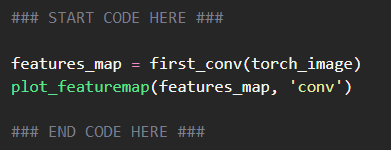 ### START CODE HERE ###
features_map = first_conv(torch_image)
plot_featuremap(features_map, 'conv')
### END CODE HERE ###